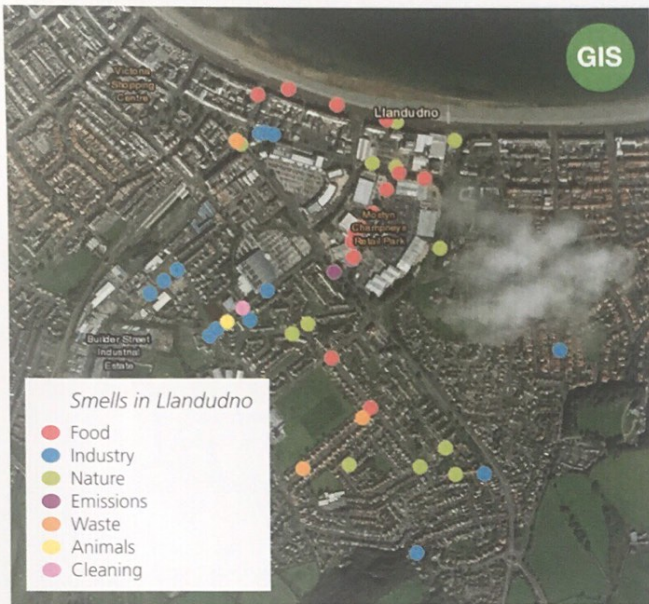 GIS
Victoria
Shopping
Centre
Llandudno
Mostyn
Champneys
Retail Park
Builder Street
Industrial
Estate
Smells in Llandudno
Food
Industry
Nature
Emissions
Waste
Animals
Cleaning